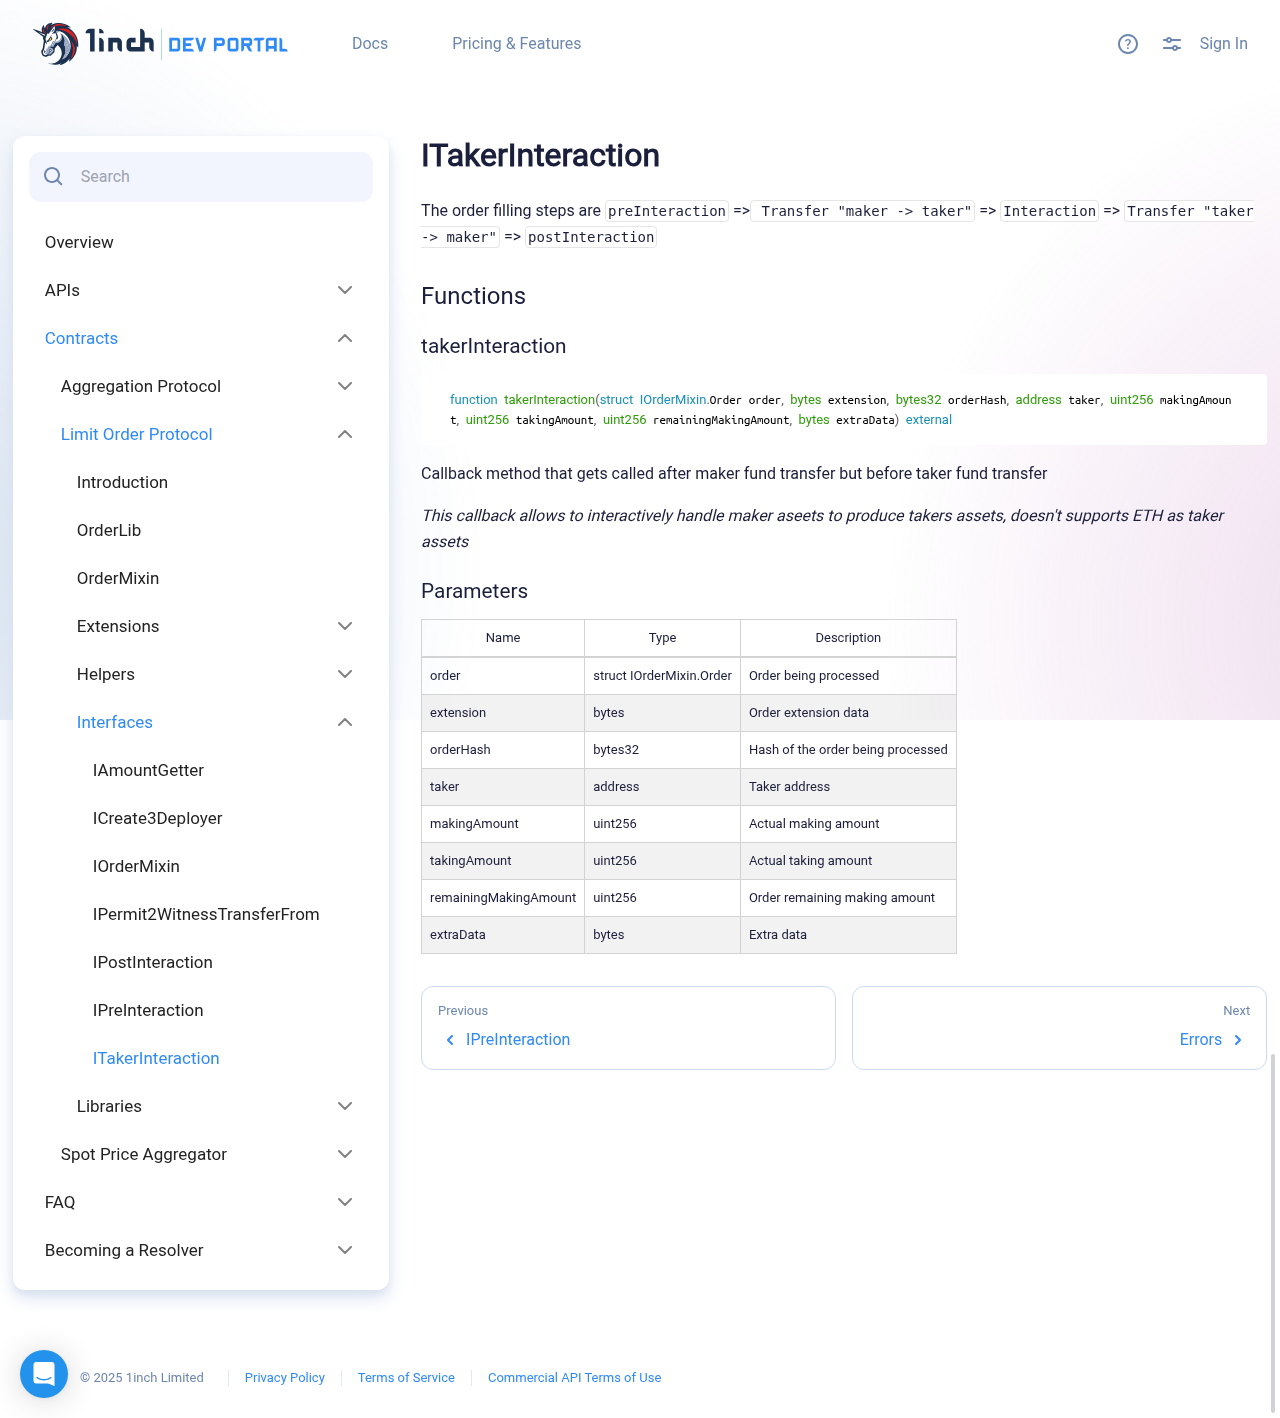 1inch DEV PORTAL
Docs
Pricing & Features
Sign In
Search
Overview
APIs
Contracts
Aggregation Protocol
Limit Order Protocol
Introduction
OrderLib
OrderMixin
Extensions
Helpers
Interfaces
IAmountGetter
ICreate3Deployer
IOrderMixin
IPermit2WitnessTransferFrom
IPostInteraction
IPreInteraction
ITakerInteraction
Libraries
Spot Price Aggregator
FAQ
Becoming a Resolver
ITakerInteraction
The order filling steps are preInteraction => Transfer "maker -> taker" => Interaction => Transfer "taker
-> maker" => postInteraction
Functions
takerInteraction
function takerInteraction(struct IOrderMixin.Order order, bytes extension, bytes32 orderHash, address taker, uint256 makingAmoun
t, uint256 takingAmount, uint256 remainingMakingAmount, bytes extraData) external
Callback method that gets called after maker fund transfer but before taker fund transfer
This callback allows to interactively handle maker aseets to produce takers assets, doesn't supports ETH as taker
assets
Parameters
Name Type Description
order struct IOrderMixin.Order Order being processed
extension bytes Order extension data
orderHash bytes32 Hash of the order being processed
taker address Taker address
makingAmount uint256 Actual making amount
takingAmount uint256 Actual taking amount
remainingMakingAmount uint256 Order remaining making amount
extraData bytes Extra data
Previous
IPreInteraction
Next
Errors
© 2025 1inch Limited
Privacy Policy
Terms of Service
Commercial API Terms of Use